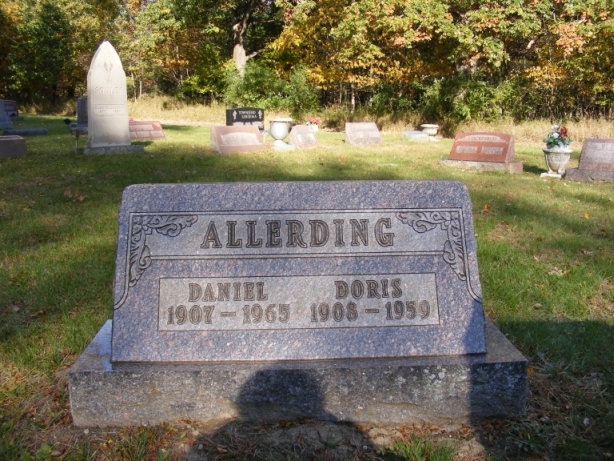 ALLERDING
DANIEL DORIS
1907 - 1965 1908 - 1959